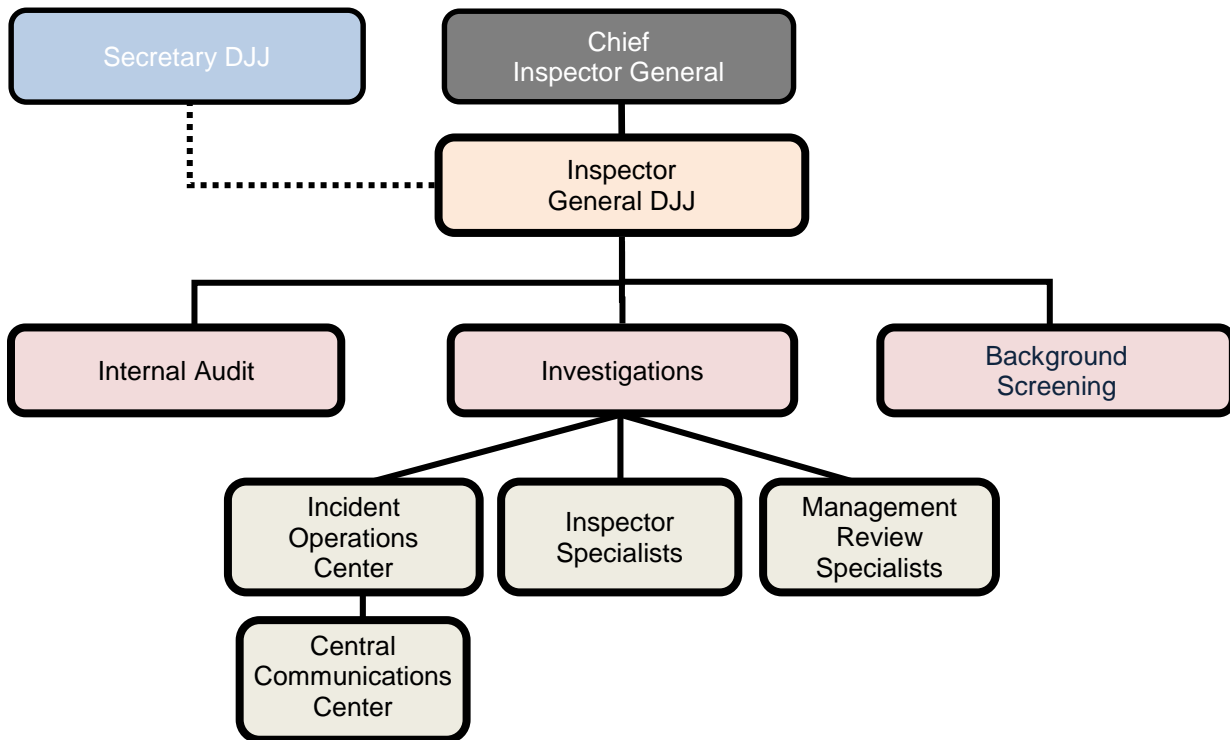 Secretary DJJ
Chief
Inspector General
Inspector
General DJJ
Internal Audit
Investigations
Background
Screening
Incident
Operations
Center
Inspector
Specialists
Management
Review
Specialists
Central
Communications
Center